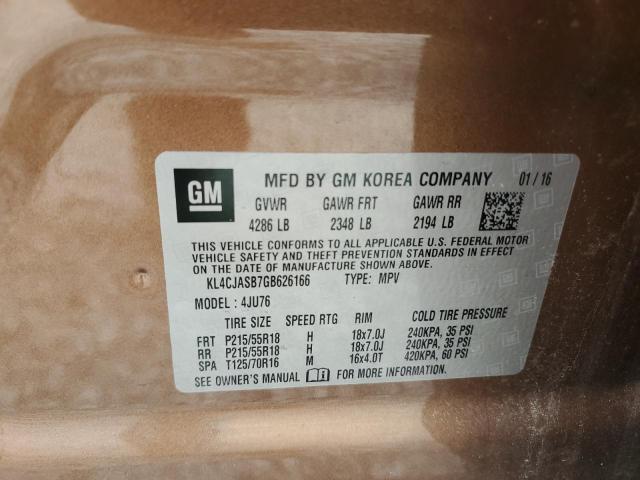 GM MFD BY GM KOREA COMPANY 01/16
GVWR GAWR FRT GAWR RR
4286 LB 2348 LB 2194 LB
THIS VEHICLE CONFORMS TO ALL APPLICABLE U.S. FEDERAL MOTOR
VEHICLE SAFETY AND THEFT PREVENTION STANDARDS IN EFFECT
ON THE DATE OF MANUFACTURE SHOWN ABOVE.
KL4CJASB7GB626166 TYPE: MPV
MODEL : 4JU76
TIRE SIZE SPEED RTG RIM COLD TIRE PRESSURE
FRT P215/55R18 H 18x7.0J 240KPA, 35 PSI
RR P215/55R18 H 18x7.0J 240KPA, 35 PSI
SPA T125/70R16 M 16x4.0T 420KPA, 60 PSI
SEE OWNER'S MANUAL FOR MORE INFORMATION.